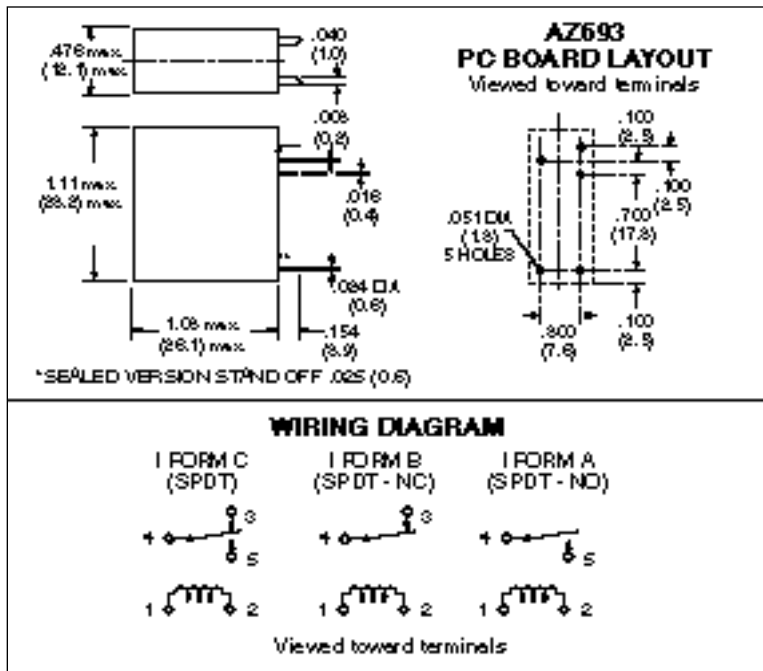 .476 max.
(12.1) max.
.040
(1.0)
.008
(0.2)
1.11 max.
(28.2) max.
.016
(0.4)
.024 DIA
(0.6)
1.03 max.
(26.1) max.
.154
(3.9)
*SEALED VERSION STAND OFF .025 (0.6)
AZ693
PC BOARD LAYOUT
Viewed toward terminals
.100
(2.5)
.100
(2.5)
.051 DIA
(1.3)
5 HOLES
.700
(17.8)
.300
(7.6)
.100
(2.5)
WIRING DIAGRAM
1 FORM C
(SPDT)
1 FORM B
(SPDT - NC)
1 FORM A
(SPDT - NO)
4 3 5
4 3
4 5
1 2
1 2
1 2
Viewed toward terminals